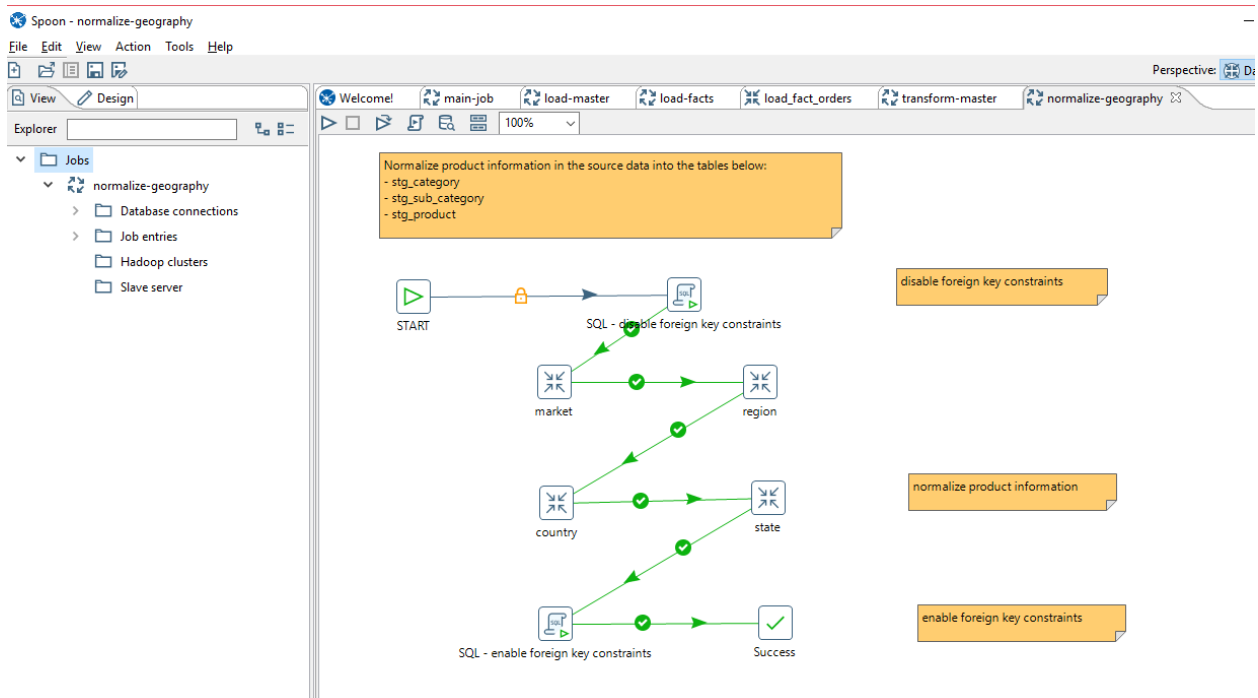 Spoon - normalize-geography
File Edit View Action Tools Help
Perspective: Da
View Design
Welcome! main-job load-master load-facts load_fact_orders transform-master normalize-geography
Explorer
100%
Jobs
normalize-geography
Database connections
Job entries
Hadoop clusters
Slave server
Normalize product information in the source data into the tables below:
- stg_category
- stg_sub_category
- stg_product
disable foreign key constraints
SQL
START
SQL - disable foreign key constraints
market
region
normalize product information
country
state
enable foreign key constraints
SQL
SQL - enable foreign key constraints
Success